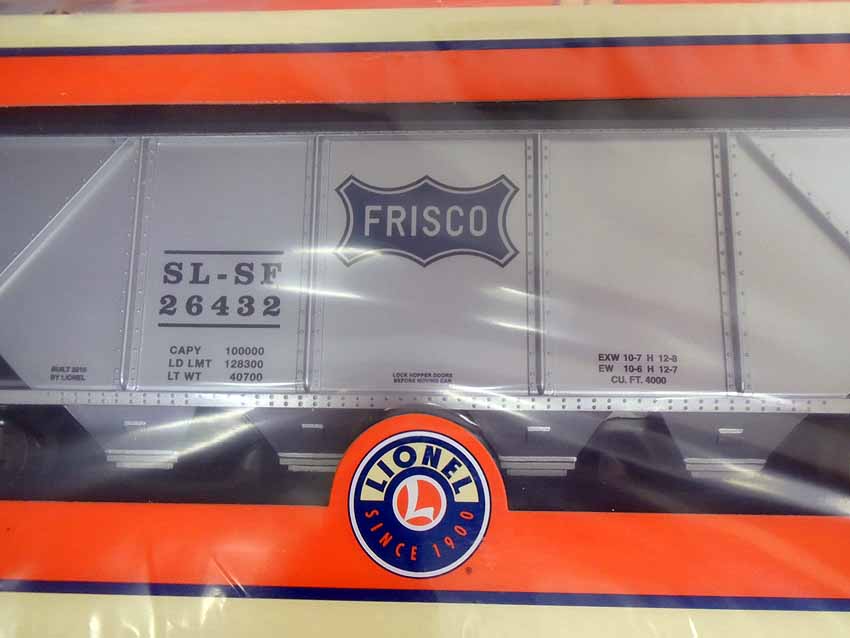 FRISCO
SL-SF
26432
CAPY 100000
LD LMT 128300
LT WT 40700
BUILT 2010
BY LIONEL
LOCK HOPPER DOORS
BEFORE MOVING CAR
EXW 10-7 H 12-8
EW 10-6 H 12-7
CU. FT. 4000
LIONEL
L
SINCE 1900
®